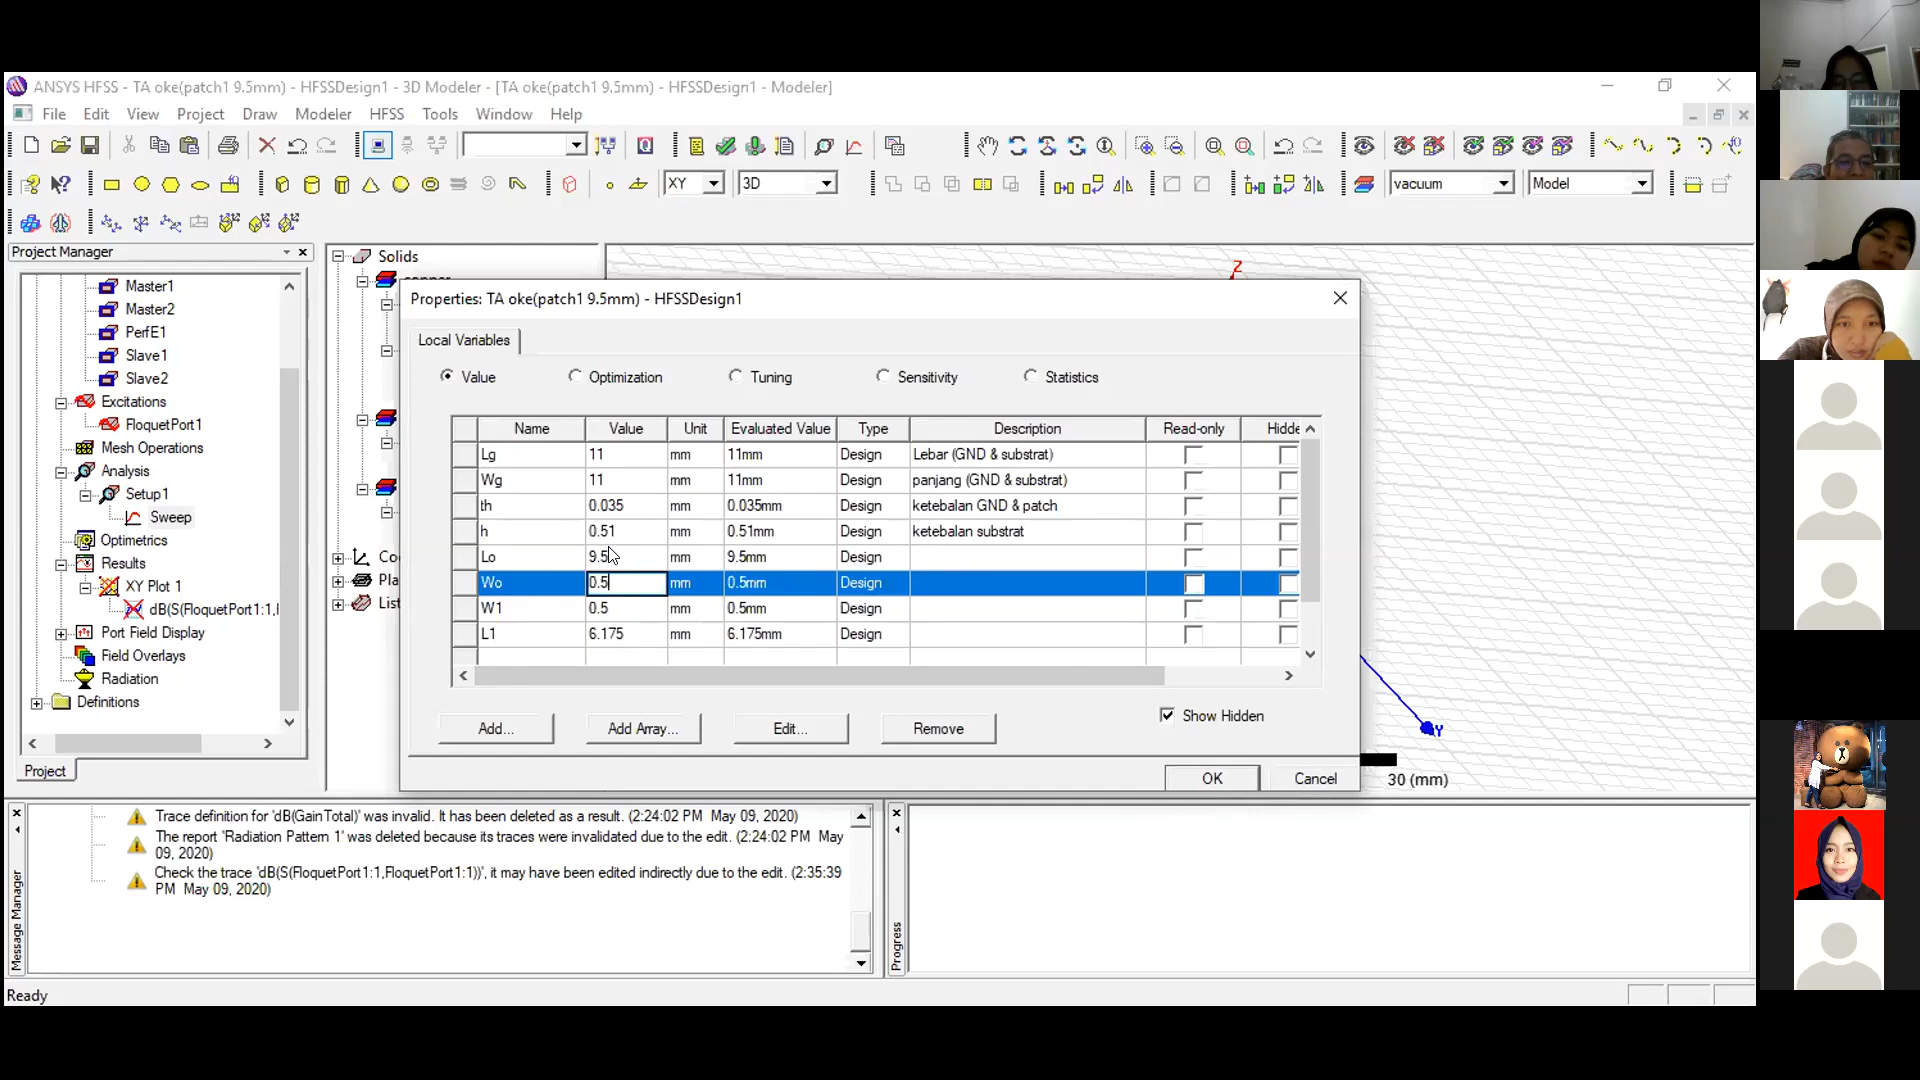 ANSYS HFSS - TA oke(patch1 9.5mm) - HFSSDesign1 - 3D Modeler - [TA oke(patch1 9.5mm) - HFSSDesign1 - Modeler]
File Edit View Project Draw Modeler HFSS Tools Window Help
XY 3D vacuum Model
Project Manager
Master1
Master2
PerfE1
Slave1
Slave2
Excitations
FloquetPort1
Mesh Operations
Analysis
Setup1
Sweep
Optimetrics
Results
XY Plot 1
dB(S(FloquetPort1:1,F
Port Field Display
Field Overlays
Radiation
Definitions
Project
Solids
Coo
Pla
List
Z
Y
30 (mm)
Properties: TA oke(patch1 9.5mm) - HFSSDesign1
Local Variables
Value Optimization Tuning Sensitivity Statistics
Name Value Unit Evaluated Value Type Description Read-only Hidde
Lg 11 mm 11mm Design Lebar (GND & substrat)
Wg 11 mm 11mm Design panjang (GND & substrat)
th 0.035 mm 0.035mm Design ketebalan GND & patch
h 0.51 mm 0.51mm Design ketebalan substrat
Lo 9.5 mm 9.5mm Design
Wo 0.5 mm 0.5mm Design
W1 0.5 mm 0.5mm Design
L1 6.175 mm 6.175mm Design
Add... Add Array... Edit... Remove Show Hidden
OK Cancel
Trace definition for 'dB(GainTotal)' was invalid. It has been deleted as a result. (2:24:02 PM May 09, 2020)
The report 'Radiation Pattern 1' was deleted because its traces were invalidated due to the edit. (2:24:02 PM May
09, 2020)
Check the trace 'dB(S(FloquetPort1:1,FloquetPort1:1))', it may have been edited indirectly due to the edit. (2:35:39
PM May 09, 2020)
Message Manager
Progress
Ready